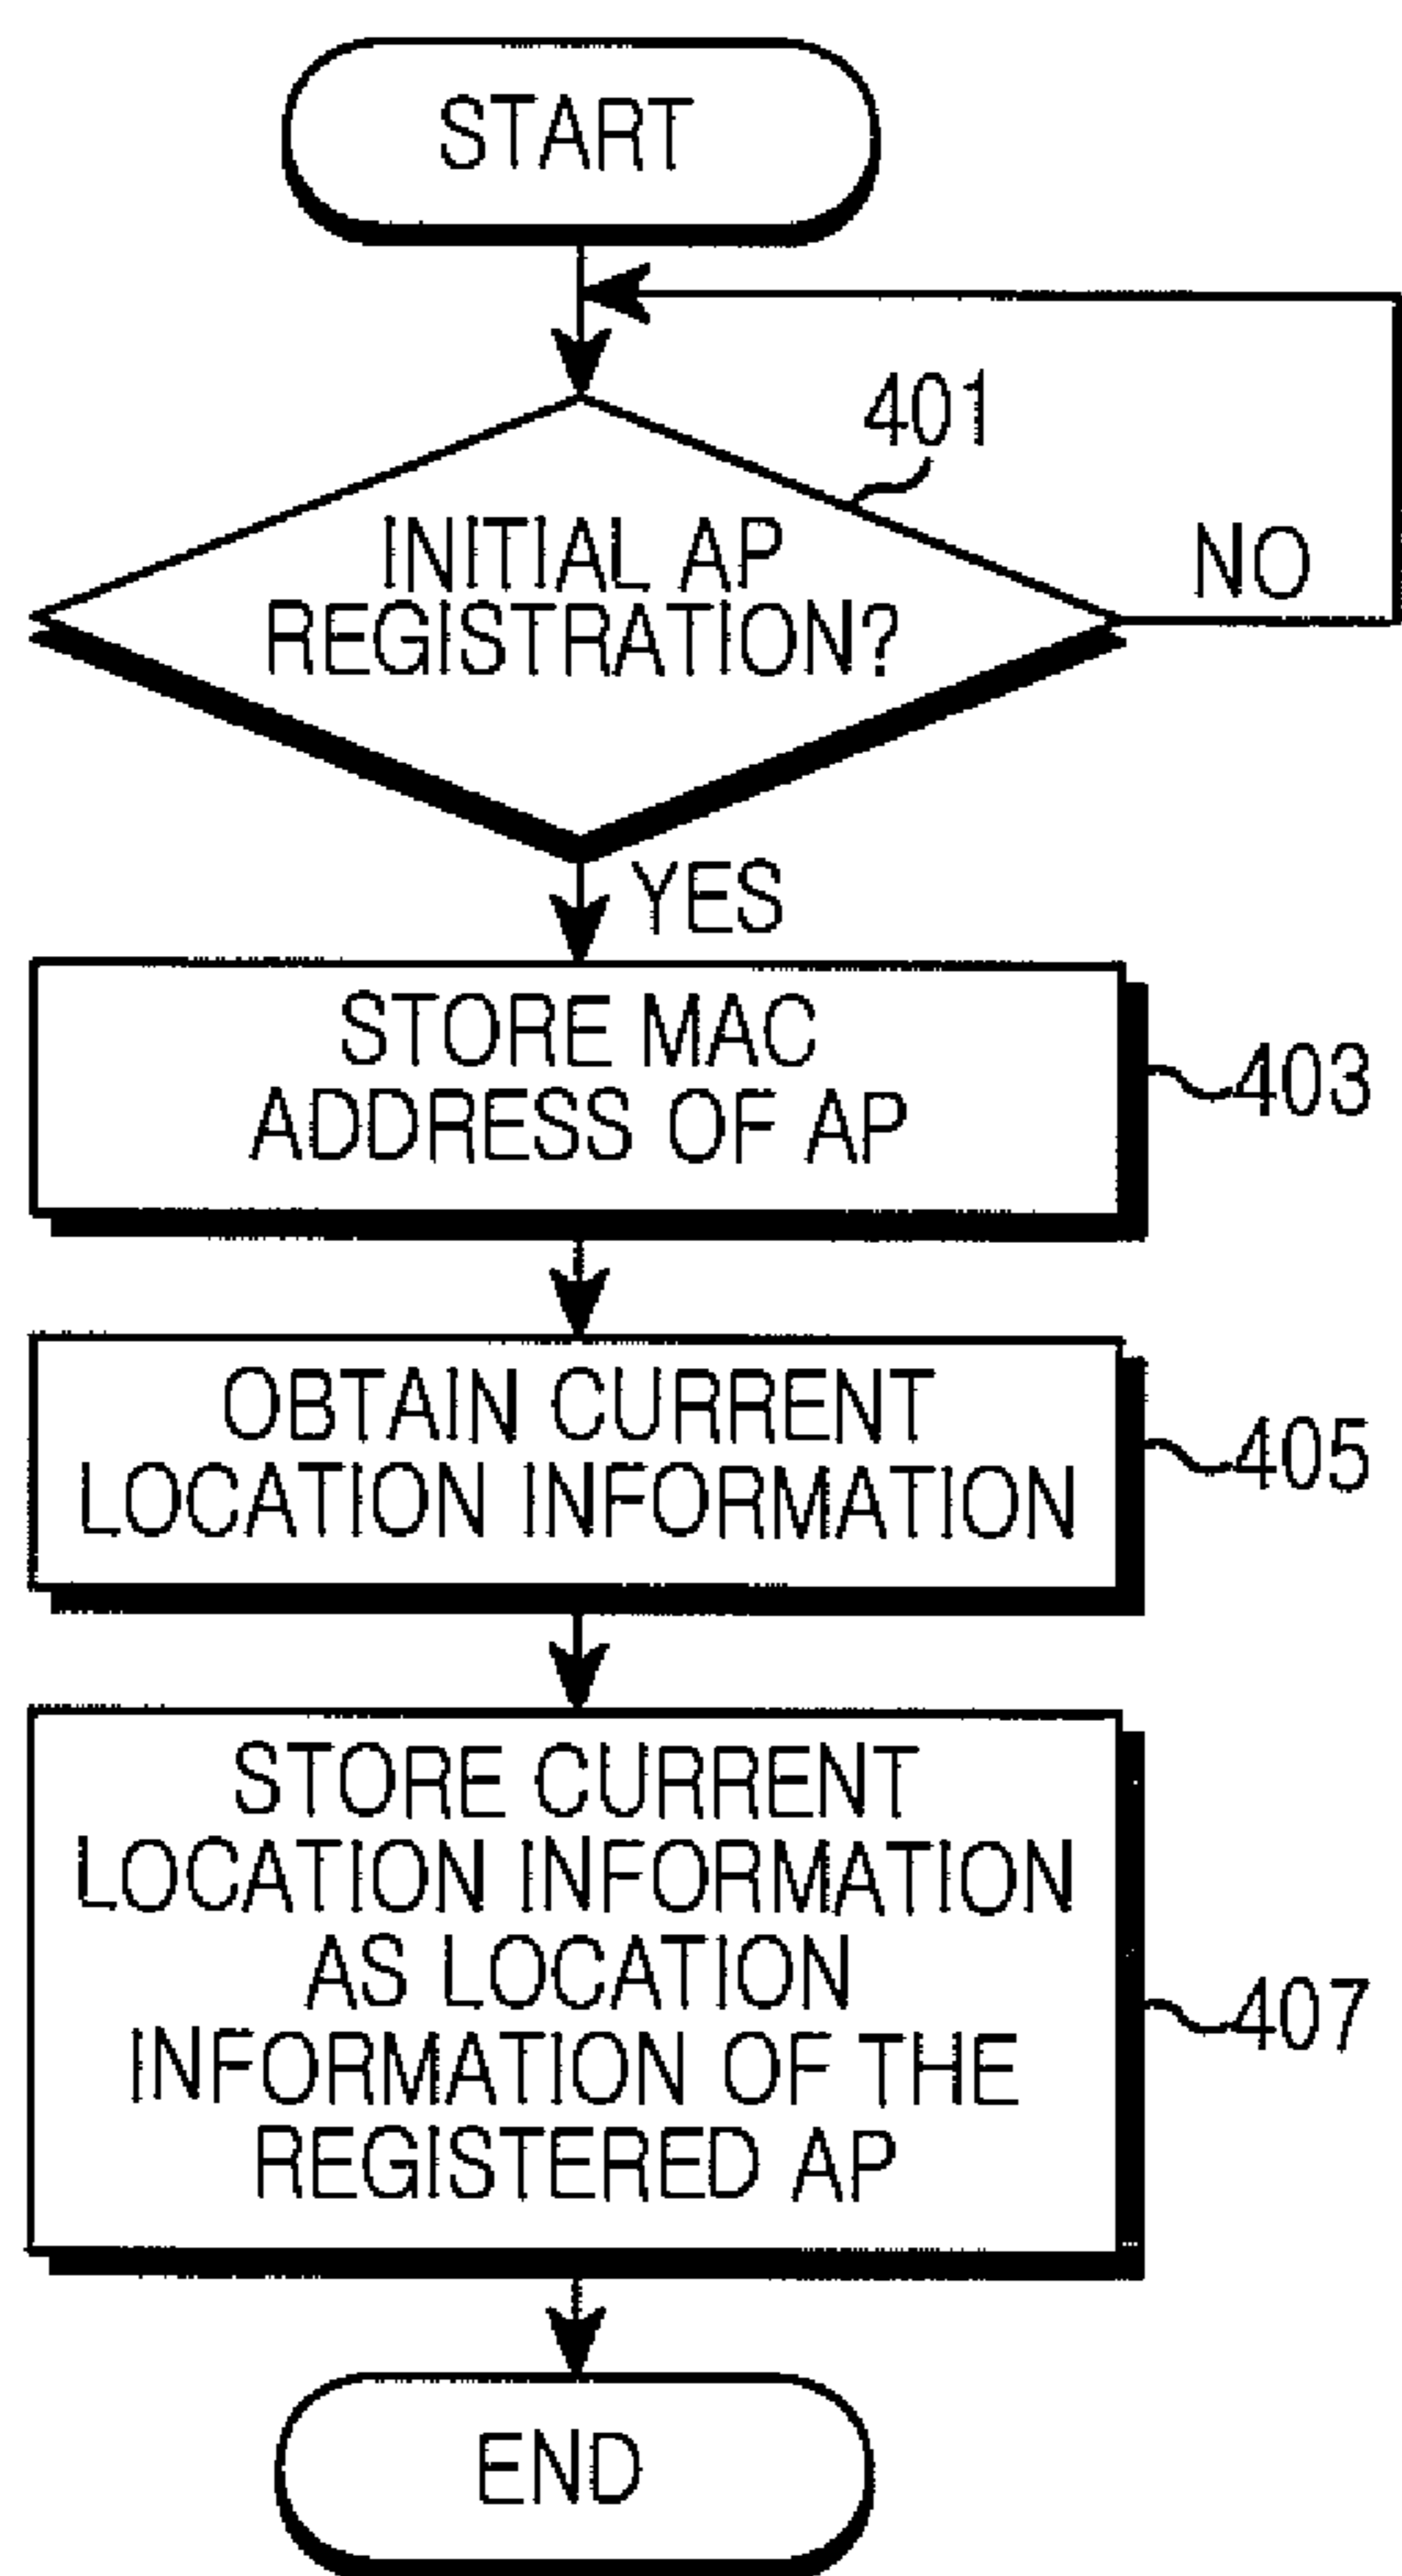 START
401
INITIAL AP
REGISTRATION?
NO
YES
STORE MAC
ADDRESS OF AP
403
OBTAIN CURRENT
LOCATION INFORMATION
405
STORE CURRENT
LOCATION INFORMATION
AS LOCATION
INFORMATION OF THE
REGISTERED AP
407
END